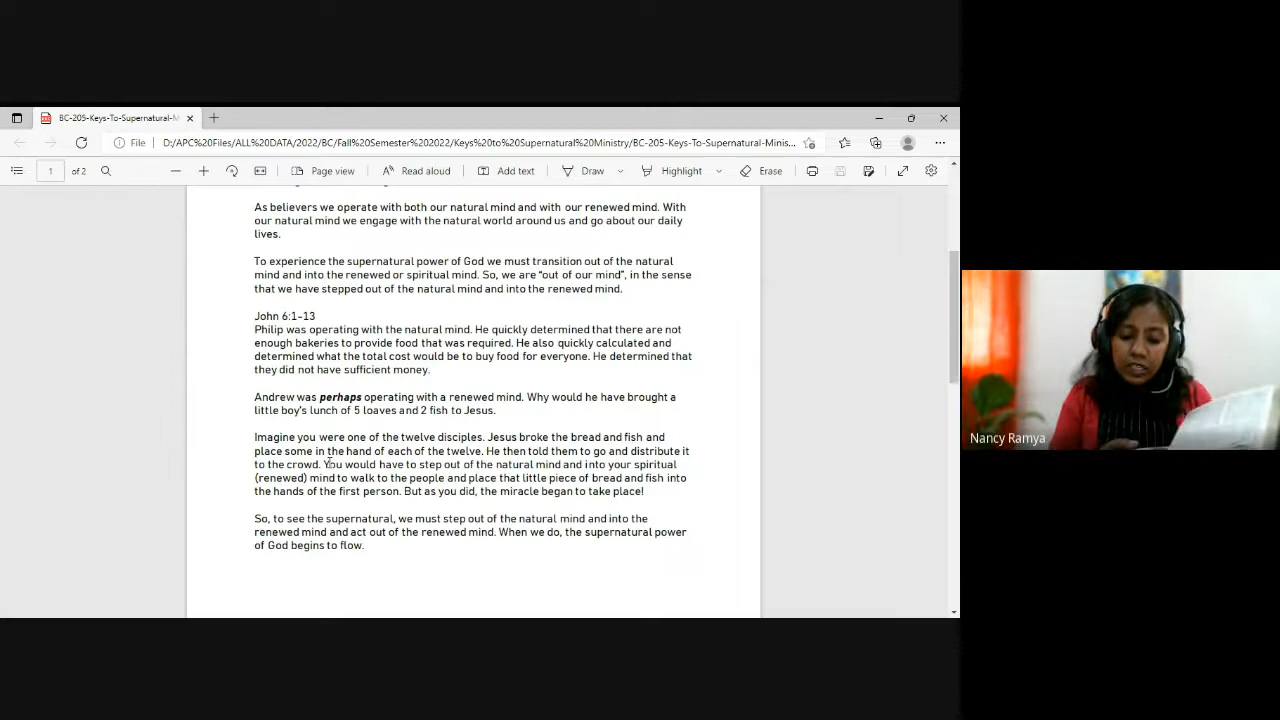 BC-205-Keys-To-Supernatural-M
File
D:/APC%20Files/ALL%20DATA/2022/BC/Fall%20Semester%202022/Keys%20to%20Supernatural%20Ministry/BC-205-Keys-To-Supernatural-Minis...
1 of 2
Page view
Read aloud
Add text
Draw
Highlight
Erase
As believers we operate with both our natural mind and with our renewed mind. With
our natural mind we engage with the natural world around us and go about our daily
lives.
To experience the supernatural power of God we must transition out of the natural
mind and into the renewed or spiritual mind. So, we are “out of our mind”, in the sense
that we have stepped out of the natural mind and into the renewed mind.
John 6:1-13
Philip was operating with the natural mind. He quickly determined that there are not
enough bakeries to provide food that was required. He also quickly calculated and
determined what the total cost would be to buy food for everyone. He determined that
they did not have sufficient money.
Andrew was perhaps operating with a renewed mind. Why would he have brought a
little boy's lunch of 5 loaves and 2 fish to Jesus.
Imagine you were one of the twelve disciples. Jesus broke the bread and fish and
place some in the hand of each of the twelve. He then told them to go and distribute it
to the crowd. You would have to step out of the natural mind and into your spiritual
(renewed) mind to walk to the people and place that little piece of bread and fish into
the hands of the first person. But as you did, the miracle began to take place!
So, to see the supernatural, we must step out of the natural mind and into the
renewed mind and act out of the renewed mind. When we do, the supernatural power
of God begins to flow.
Nancy Ramya